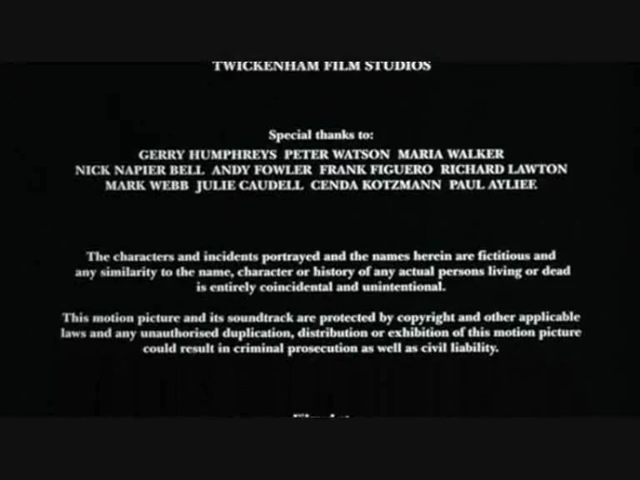 TWICKENHAM FILM STUDIOS
Special thanks to:
GERRY HUMPHREYS PETER WATSON MARIA WALKER
NICK NAPIER BELL ANDY FOWLER FRANK FIGUERO RICHARD LAWTON
MARK WEBB JULIE CAUDELL CENDA KOTZMANN PAUL AYLIEF.
The characters and incidents portrayed and the names herein are fictitious and
any similarity to the name, character or history of any actual persons living or dead
is entirely coincidental and unintentional.
This motion picture and its soundtrack are protected by copyright and other applicable
laws and any unauthorised duplication, distribution or exhibition of this motion picture
could result in criminal prosecution as well as civil liability.